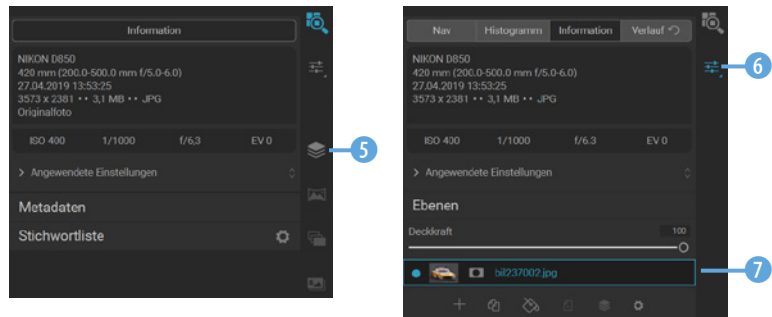 Information
NIKON D850
420 mm (200.0-500.0 mm f/5.0-6.0)
27.04.2019 13:53:25
3573 x 2381 •• 3,1 MB •• JPG
Originalfoto
ISO 400 1/1000 f/6,3 EV 0
> Angewendete Einstellungen
Metadaten
Stichwortliste
5
Nav Histogramm Information Verlauf
NIKON D850
420 mm (200.0-500.0 mm f/5.0-6.0)
27.04.2019 13:53:25
3573 x 2381 •• 3,1 MB •• JPG
ISO 400 1/1000 f/6.3 EV 0
> Angewendete Einstellungen
Ebenen
Deckkraft 100
bil237002.jpg
6
7